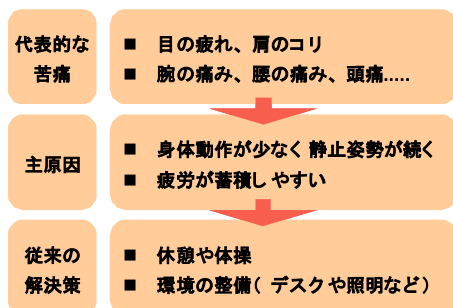 代表的な
苦痛
■ 目の疲れ、肩のコリ
■ 腕の痛み、腰の痛み、頭痛.....
主原因
■ 身体動作が少なく静止姿勢が続く
■ 疲労が蓄積しやすい
従来の
解決策
■ 休憩や体操
■ 環境の整備(デスクや照明など)